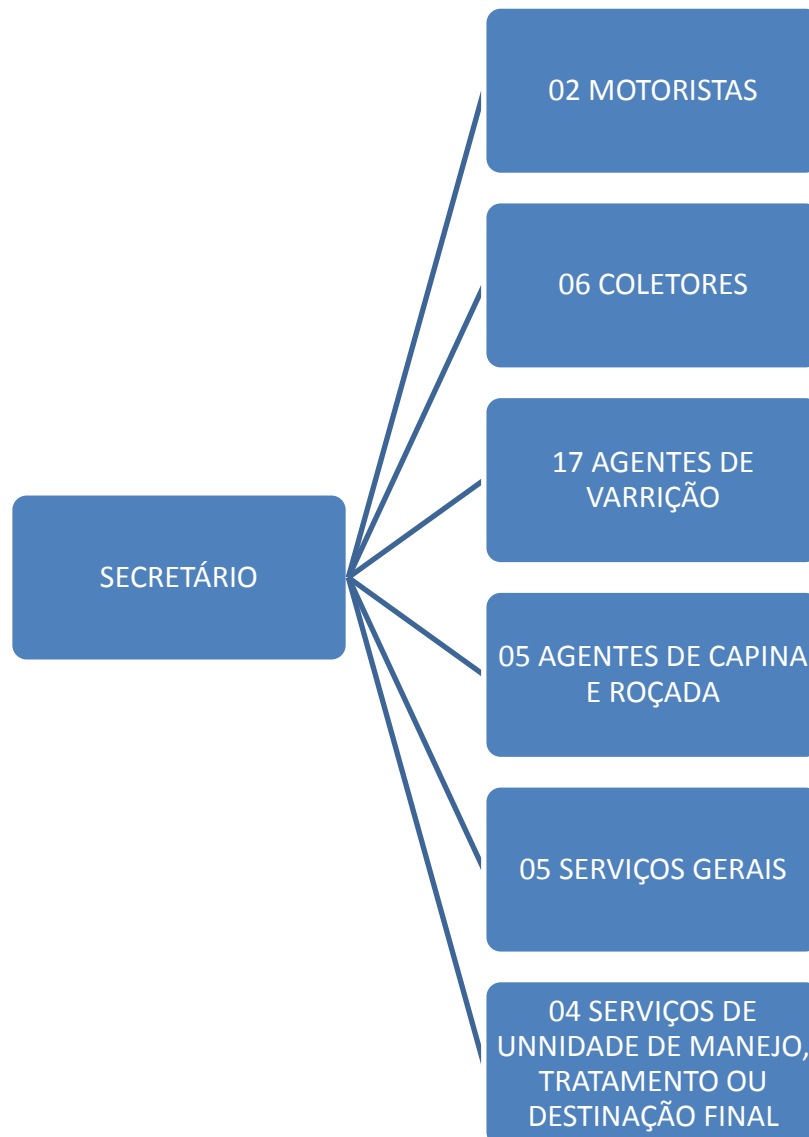 02 MOTORISTAS
06 COLETORES
17 AGENTES DE
VARRIÇÃO
SECRETÁRIO
05 AGENTES DE CAPINA
E ROÇADA
05 SERVIÇOS GERAIS
04 SERVIÇOS DE
UNNIDADE DE MANEJO,
TRATAMENTO OU
DESTINAÇÃO FINAL